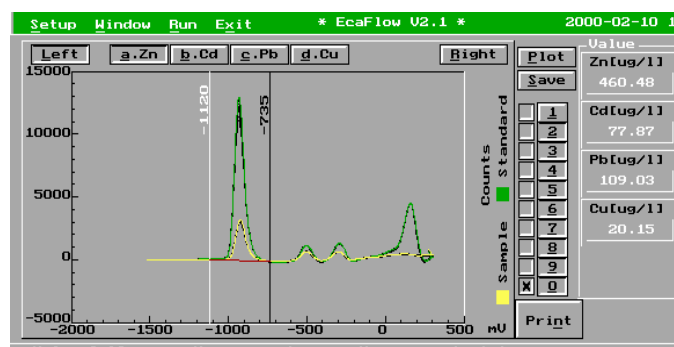 Setup Window Run Exit * EcaFlow V2.1 * 2000-02-10 1
Left a.Zn b.Cd c.Pb d.Cu Right
Plot
Save
Value
Zn[ug/l]
460.48
Cd[ug/l]
77.87
Pb[ug/l]
109.03
Cu[ug/l]
20.15
1
2
3
4
5
6
7
8
9
X 0
Print
15000
10000
5000
0
-5000
-2000 -1500 -1000 -500 0 500 mV
-1120
-735
Counts
Sample Standard